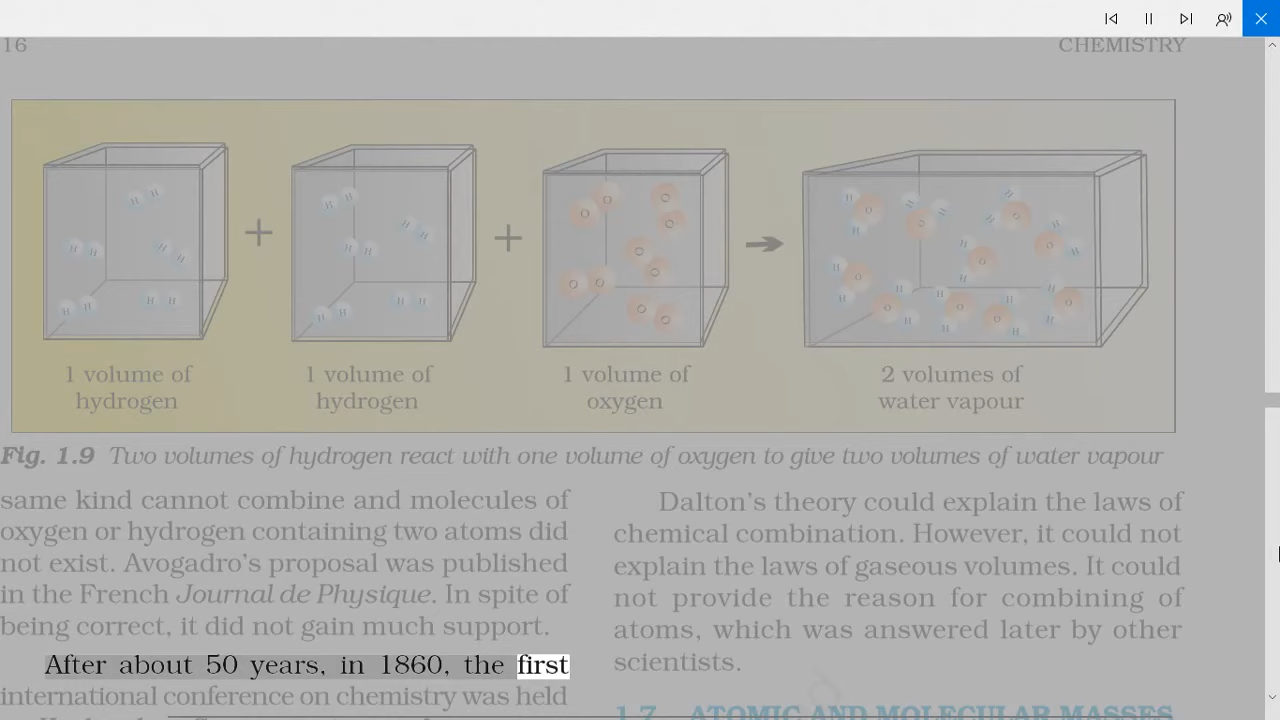 16
CHEMISTRY
1 volume of
hydrogen
1 volume of
hydrogen
1 volume of
oxygen
2 volumes of
water vapour
Fig. 1.9 Two volumes of hydrogen react with one volume of oxygen to give two volumes of water vapour
same kind cannot combine and molecules of
oxygen or hydrogen containing two atoms did
not exist. Avogadro's proposal was published
in the French Journal de Physique. In spite of
being correct, it did not gain much support.
After about 50 years, in 1860, the first
international conference on chemistry was held
Dalton's theory could explain the laws of
chemical combination. However, it could not
explain the laws of gaseous volumes. It could
not provide the reason for combining of
atoms, which was answered later by other
scientists.
1.7 ATOMIC AND MOLECULAR MASSES